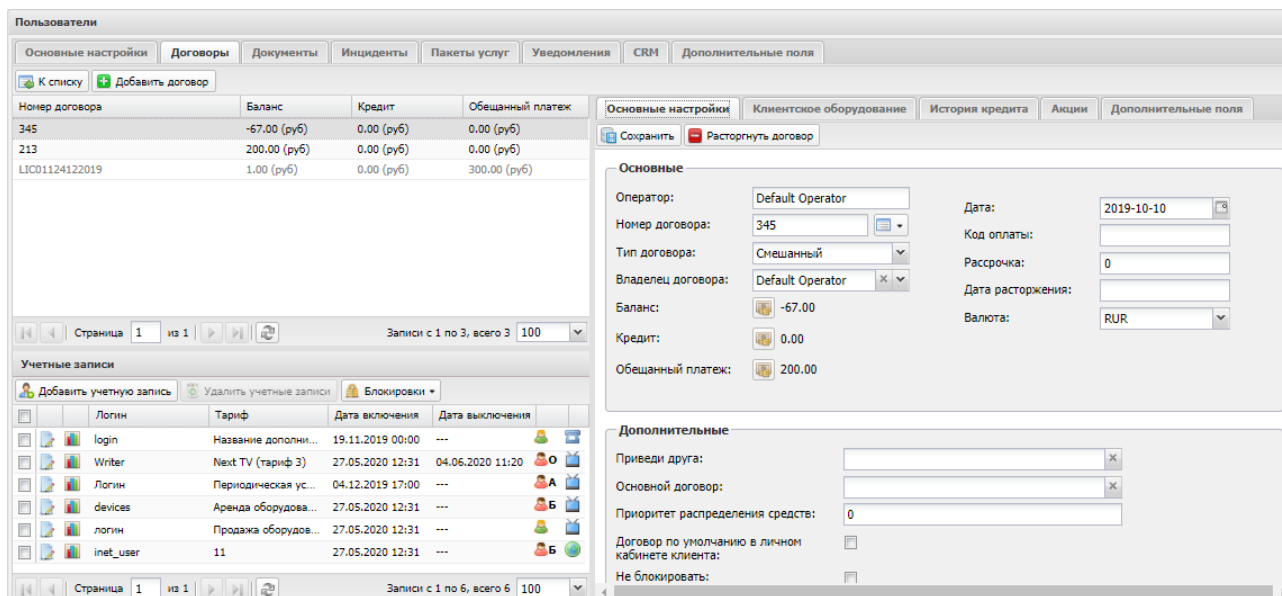 Пользователи
Основные настройки Договоры Документы Инциденты Пакеты услуг Уведомления CRM Дополнительные поля
К списку Добавить договор
Номер договора Баланс Кредит Обещанный платеж
345 -67.00 (руб) 0.00 (руб) 0.00 (руб)
213 200.00 (руб) 0.00 (руб) 0.00 (руб)
LIC01124122019 1.00 (руб) 0.00 (руб) 300.00 (руб)
Страница 1 из 1 Записи с 1 по 3, всего 3 100
Учетные записи
Добавить учетную запись Удалить учетные записи Блокировки
Логин Тариф Дата включения Дата выключения
login Название дополни... 19.11.2019 00:00 ---
Writer Next TV (тариф 3) 27.05.2020 12:31 04.06.2020 11:20 О
Логин Периодическая ус... 04.12.2019 17:00 --- А
devices Аренда оборудова... 27.05.2020 12:31 --- Б
логин Продажа оборудов... 27.05.2020 12:31 ---
inet_user 11 27.05.2020 12:31 --- Б
Страница 1 из 1 Записи с 1 по 6, всего 6 100
Основные настройки Клиентское оборудование История кредита Акции Дополнительные поля
Сохранить Расторгнуть договор
Основные
Оператор: Default Operator
Номер договора: 345
Тип договора: Смешанный
Владелец договора: Default Operator
Баланс: -67.00
Кредит: 0.00
Обещанный платеж: 200.00
Дата: 2019-10-10
Код оплаты:
Рассрочка: 0
Дата расторжения:
Валюта: RUR
Дополнительные
Приведи друга:
Основной договор:
Приоритет распределения средств: 0
Договор по умолчанию в личном
кабинете клиента:
Не блокировать: